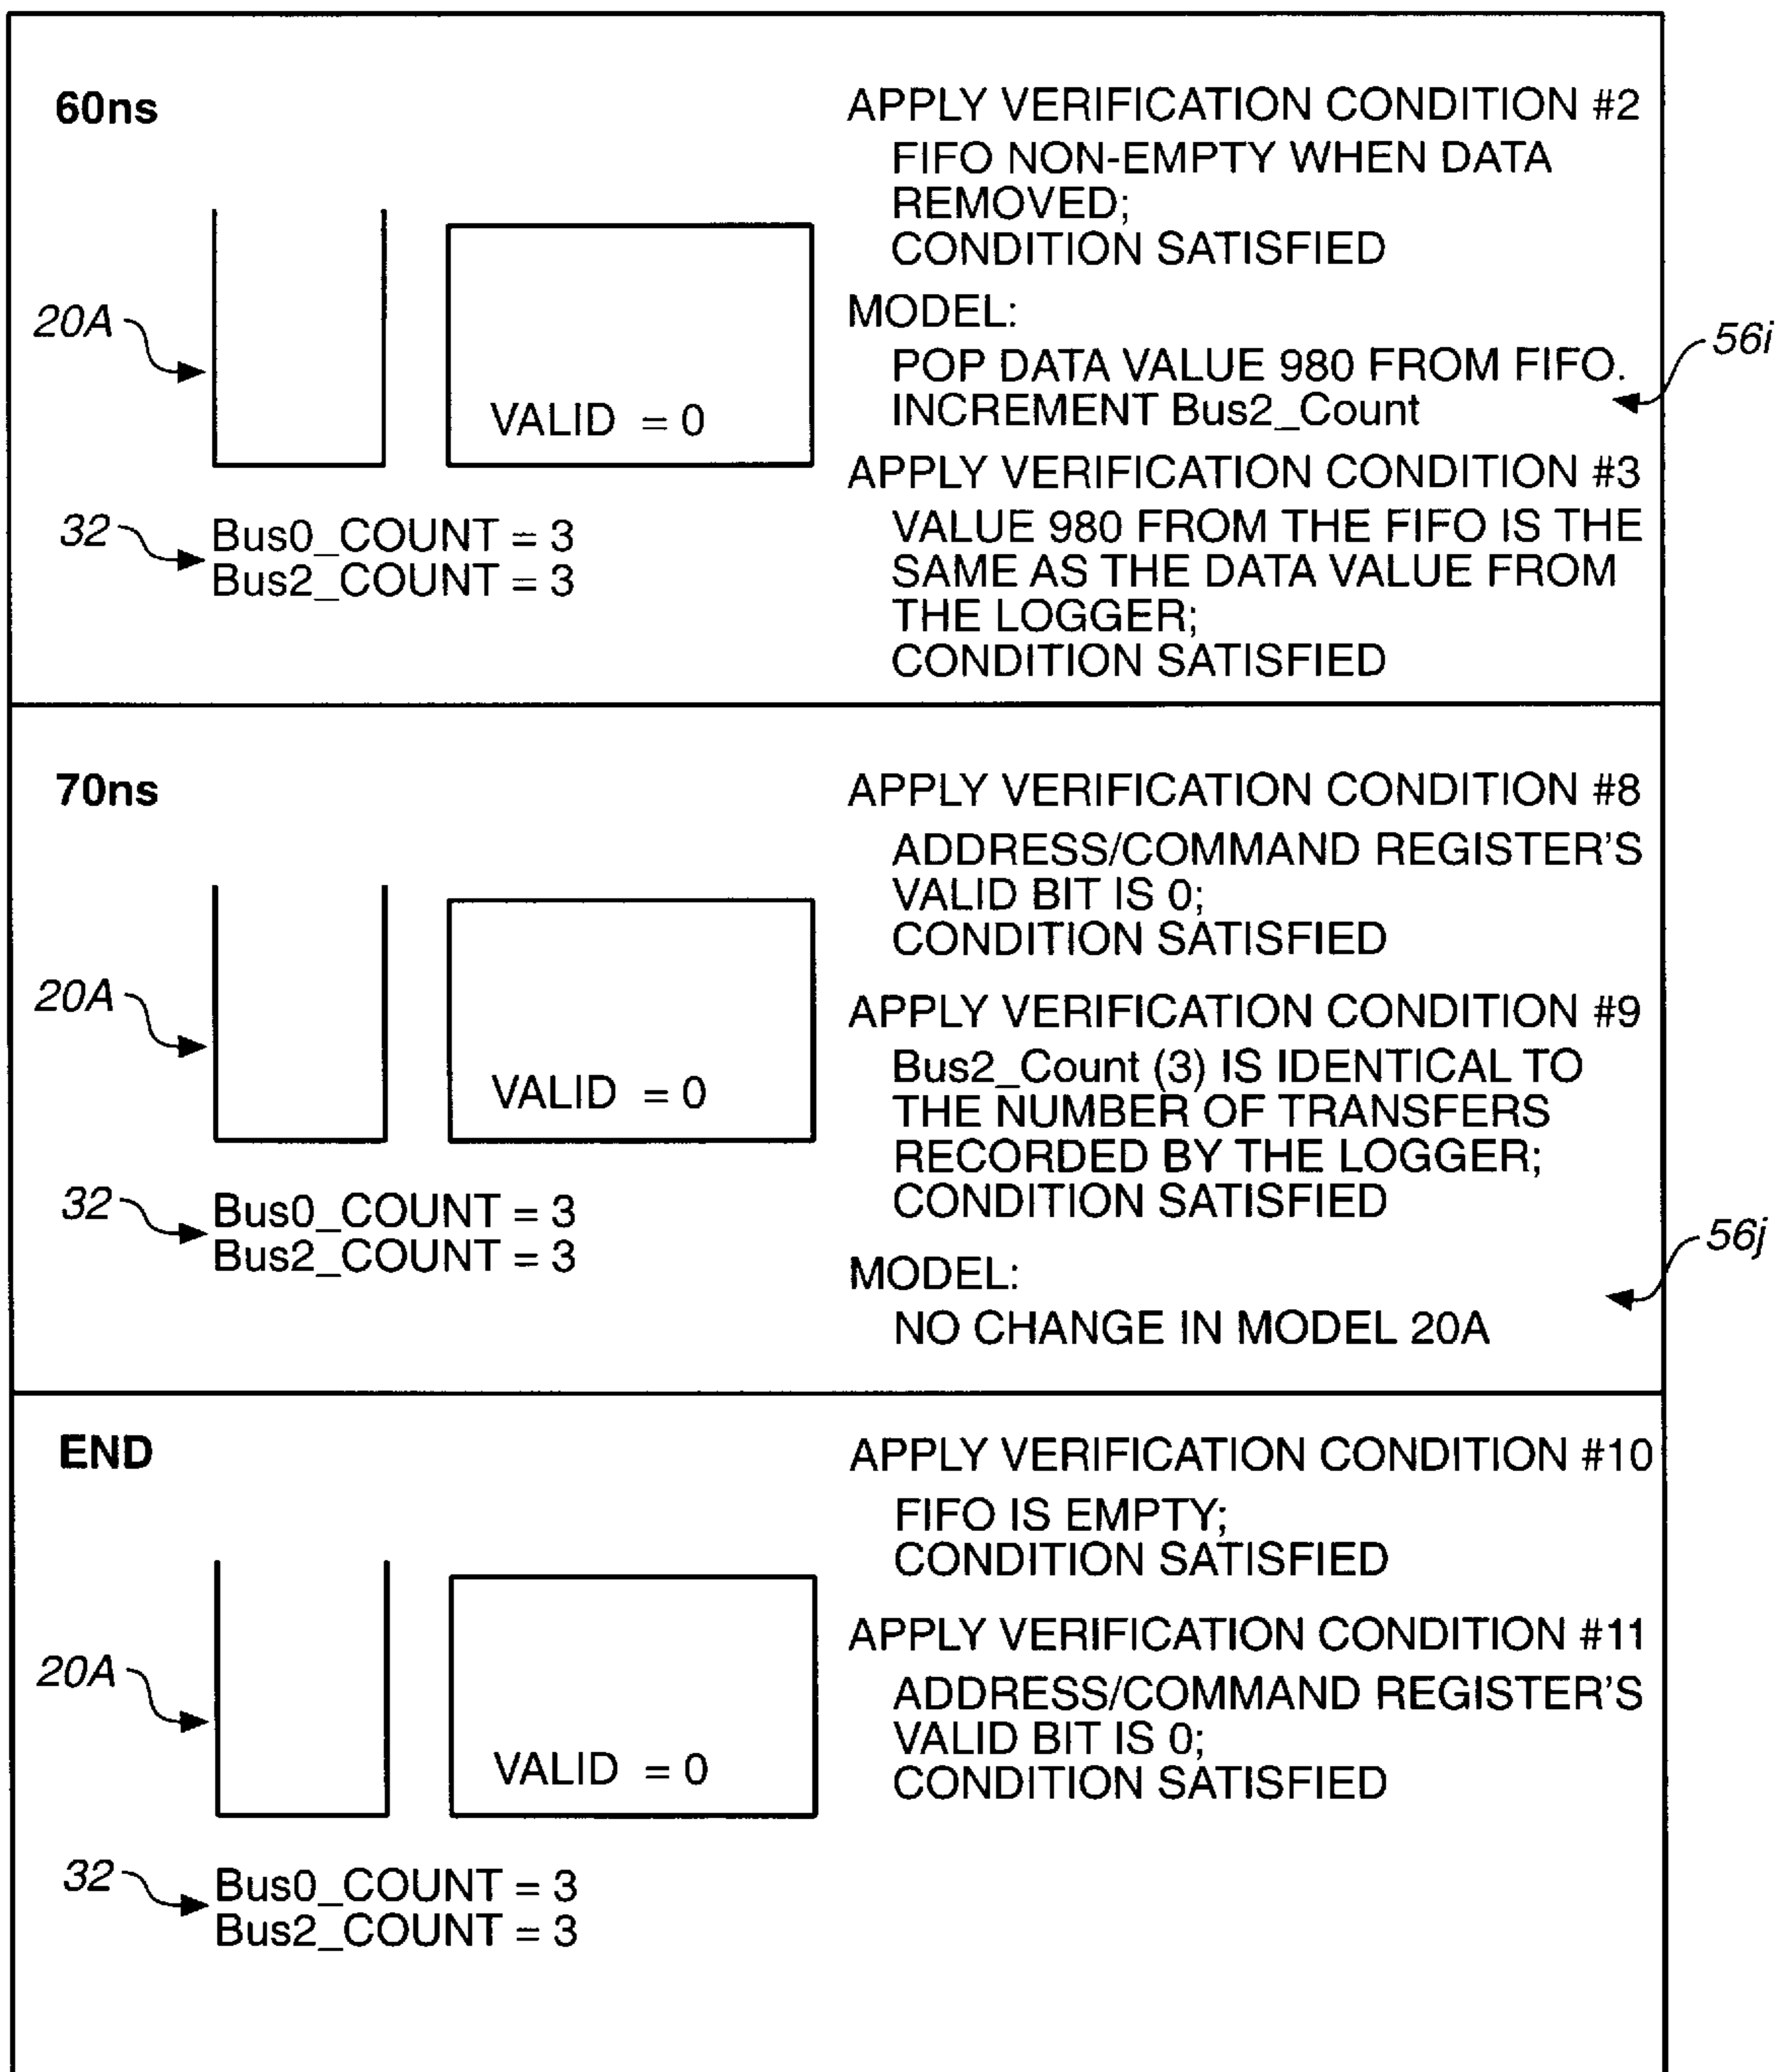 60ns
20A
VALID = 0
32
Bus0_COUNT = 3
Bus2_COUNT = 3
APPLY VERIFICATION CONDITION #2
FIFO NON-EMPTY WHEN DATA
REMOVED;
CONDITION SATISFIED
MODEL:
POP DATA VALUE 980 FROM FIFO.
INCREMENT Bus2_Count
56i
APPLY VERIFICATION CONDITION #3
VALUE 980 FROM THE FIFO IS THE
SAME AS THE DATA VALUE FROM
THE LOGGER;
CONDITION SATISFIED
70ns
20A
VALID = 0
32
Bus0_COUNT = 3
Bus2_COUNT = 3
APPLY VERIFICATION CONDITION #8
ADDRESS/COMMAND REGISTER'S
VALID BIT IS 0;
CONDITION SATISFIED
APPLY VERIFICATION CONDITION #9
Bus2_Count (3) IS IDENTICAL TO
THE NUMBER OF TRANSFERS
RECORDED BY THE LOGGER;
CONDITION SATISFIED
56j
MODEL:
NO CHANGE IN MODEL 20A
END
20A
VALID = 0
32
Bus0_COUNT = 3
Bus2_COUNT = 3
APPLY VERIFICATION CONDITION #10
FIFO IS EMPTY;
CONDITION SATISFIED
APPLY VERIFICATION CONDITION #11
ADDRESS/COMMAND REGISTER'S
VALID BIT IS 0;
CONDITION SATISFIED